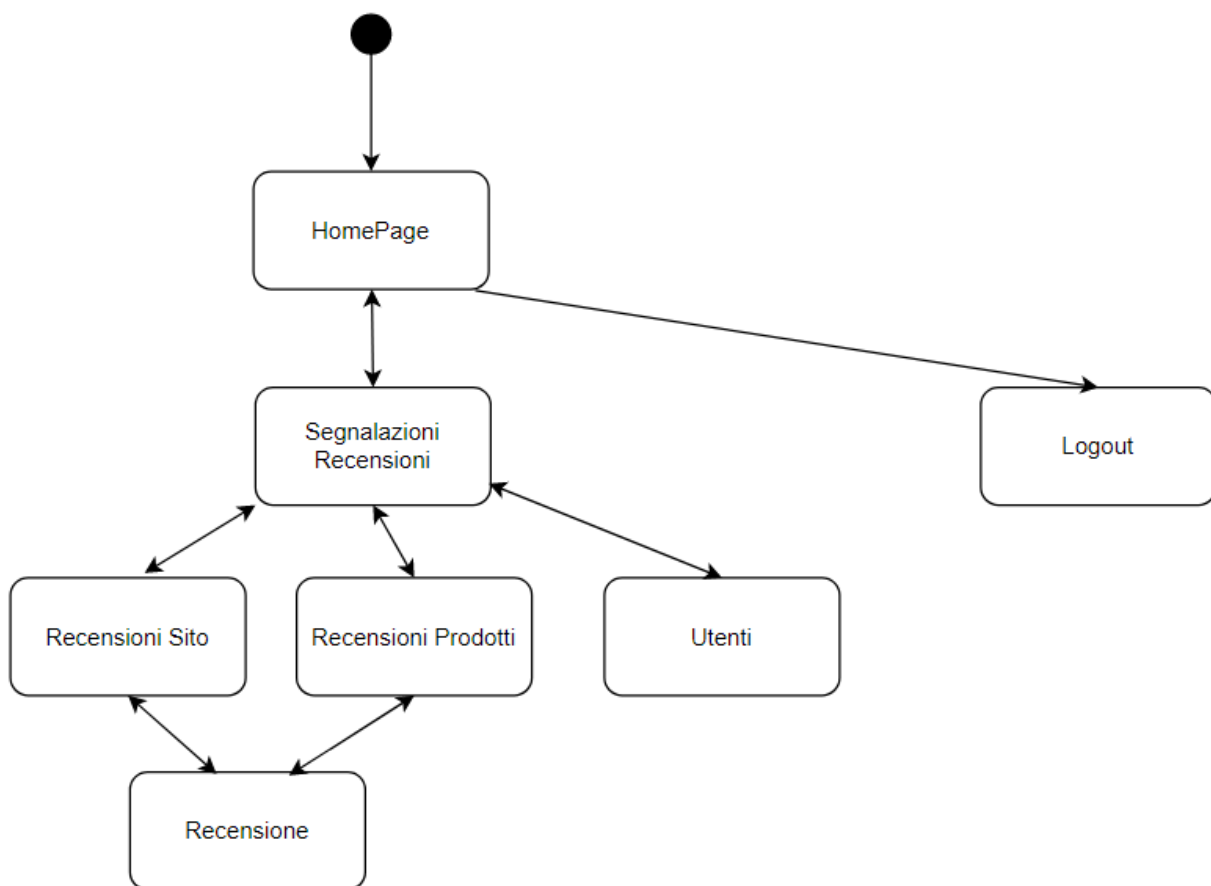 HomePage
Segnalazioni
Recensioni
Logout
Recensioni Sito
Recensioni Prodotti
Utenti
Recensione